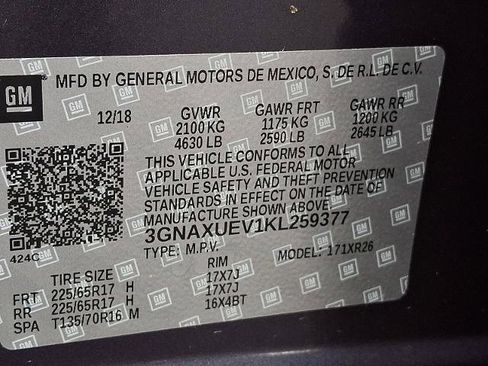 GM MFD BY GENERAL MOTORS DE MEXICO, S. DE R.L. DE C.V.
12/18 GVWR GAWR FRT GAWR RR
2100 KG 1175 KG 1200 KG
4630 LB 2590 LB 2645 LB
THIS VEHICLE CONFORMS TO ALL
APPLICABLE U.S. FEDERAL MOTOR
VEHICLE SAFETY AND THEFT PREVENTION
STANDARDS IN EFFECT ON THE DATE OF
MANUFACTURE SHOWN ABOVE.
3GNAXUEV1KL259377
424C TYPE: M.P.V. MODEL: 171XR26
TIRE SIZE RIM
FRT 225/65R17 H 17X7J
RR 225/65R17 H 17X7J
SPA T135/70R16 M 16X4BT